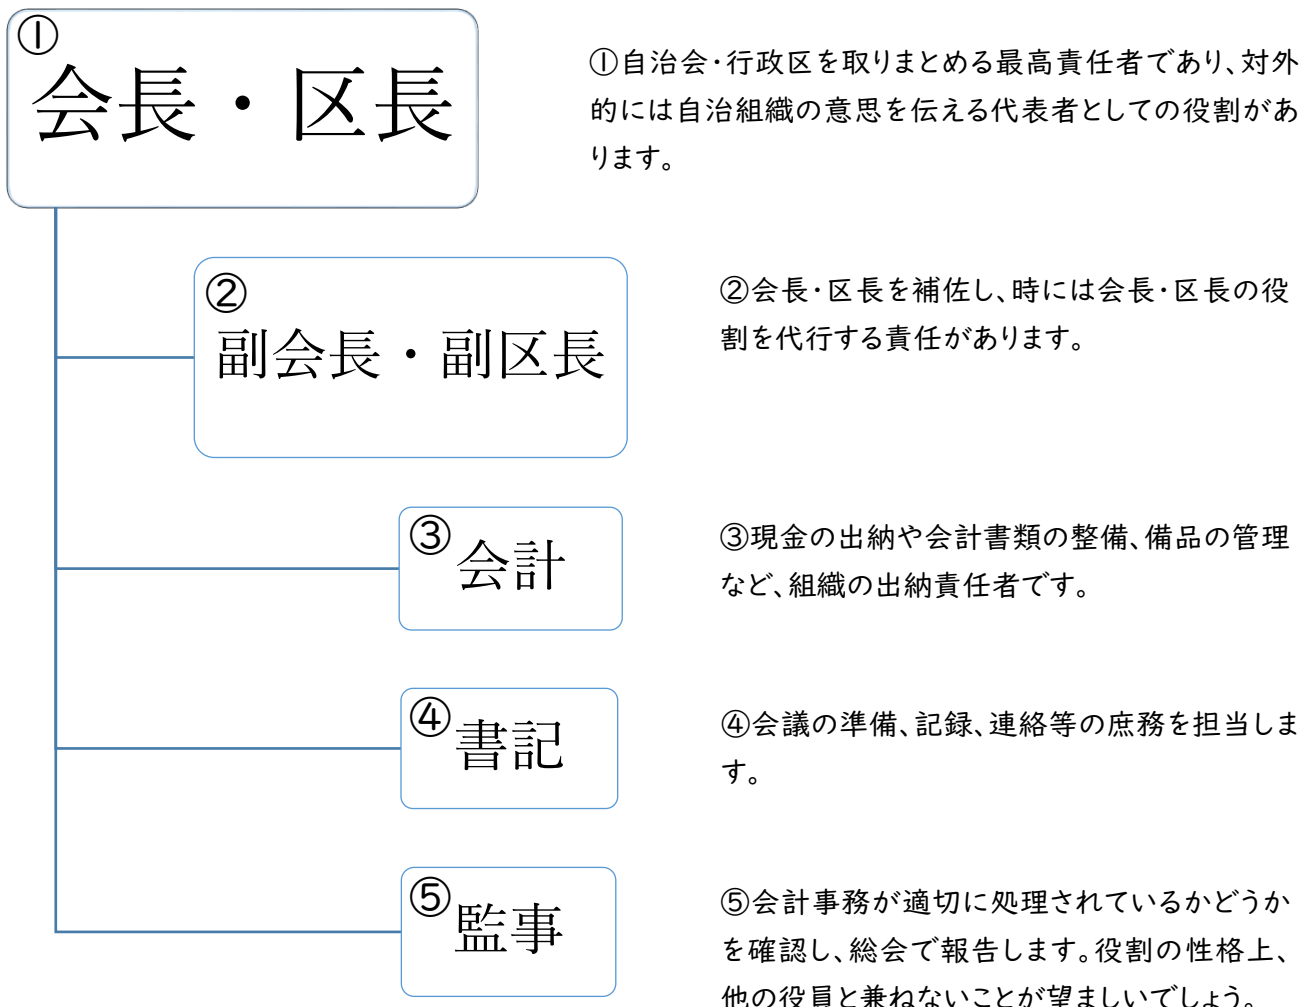 ①
会長・区長
①自治会・行政区を取りまとめる最高責任者であり、対外
的には自治組織の意思を伝える代表者としての役割があ
ります。
②
副会長・副区長
②会長・区長を補佐し、時には会長・区長の役
割を代行する責任があります。
③
会計
③現金の出納や会計書類の整備、備品の管理
など、組織の出納責任者です。
④
書記
④会議の準備、記録、連絡等の庶務を担当しま
す。
⑤
監事
⑤会計事務が適切に処理されているかどうか
を確認し、総会で報告します。役割の性格上、
他の役員と兼ねないことが望ましいでしょう。